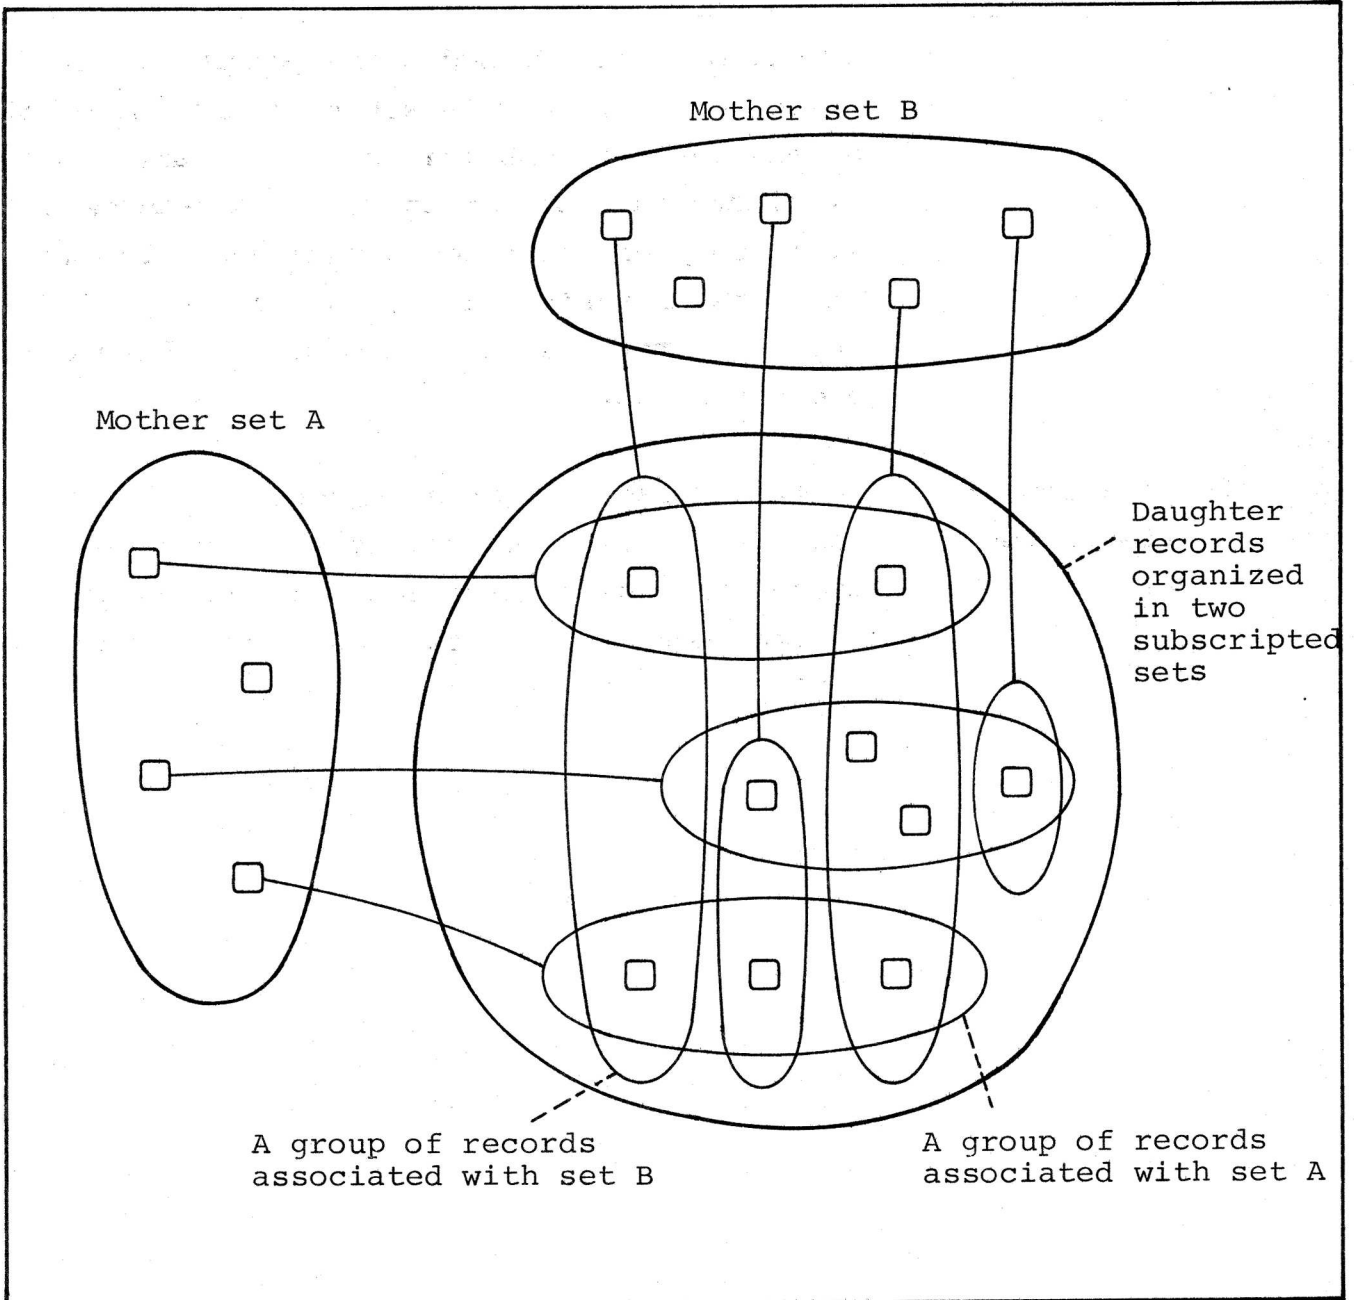 Mother set B
Mother set A
Daughter
records
organized
in two
subscripted
sets
A group of records
associated with set B
A group of records
associated with set A